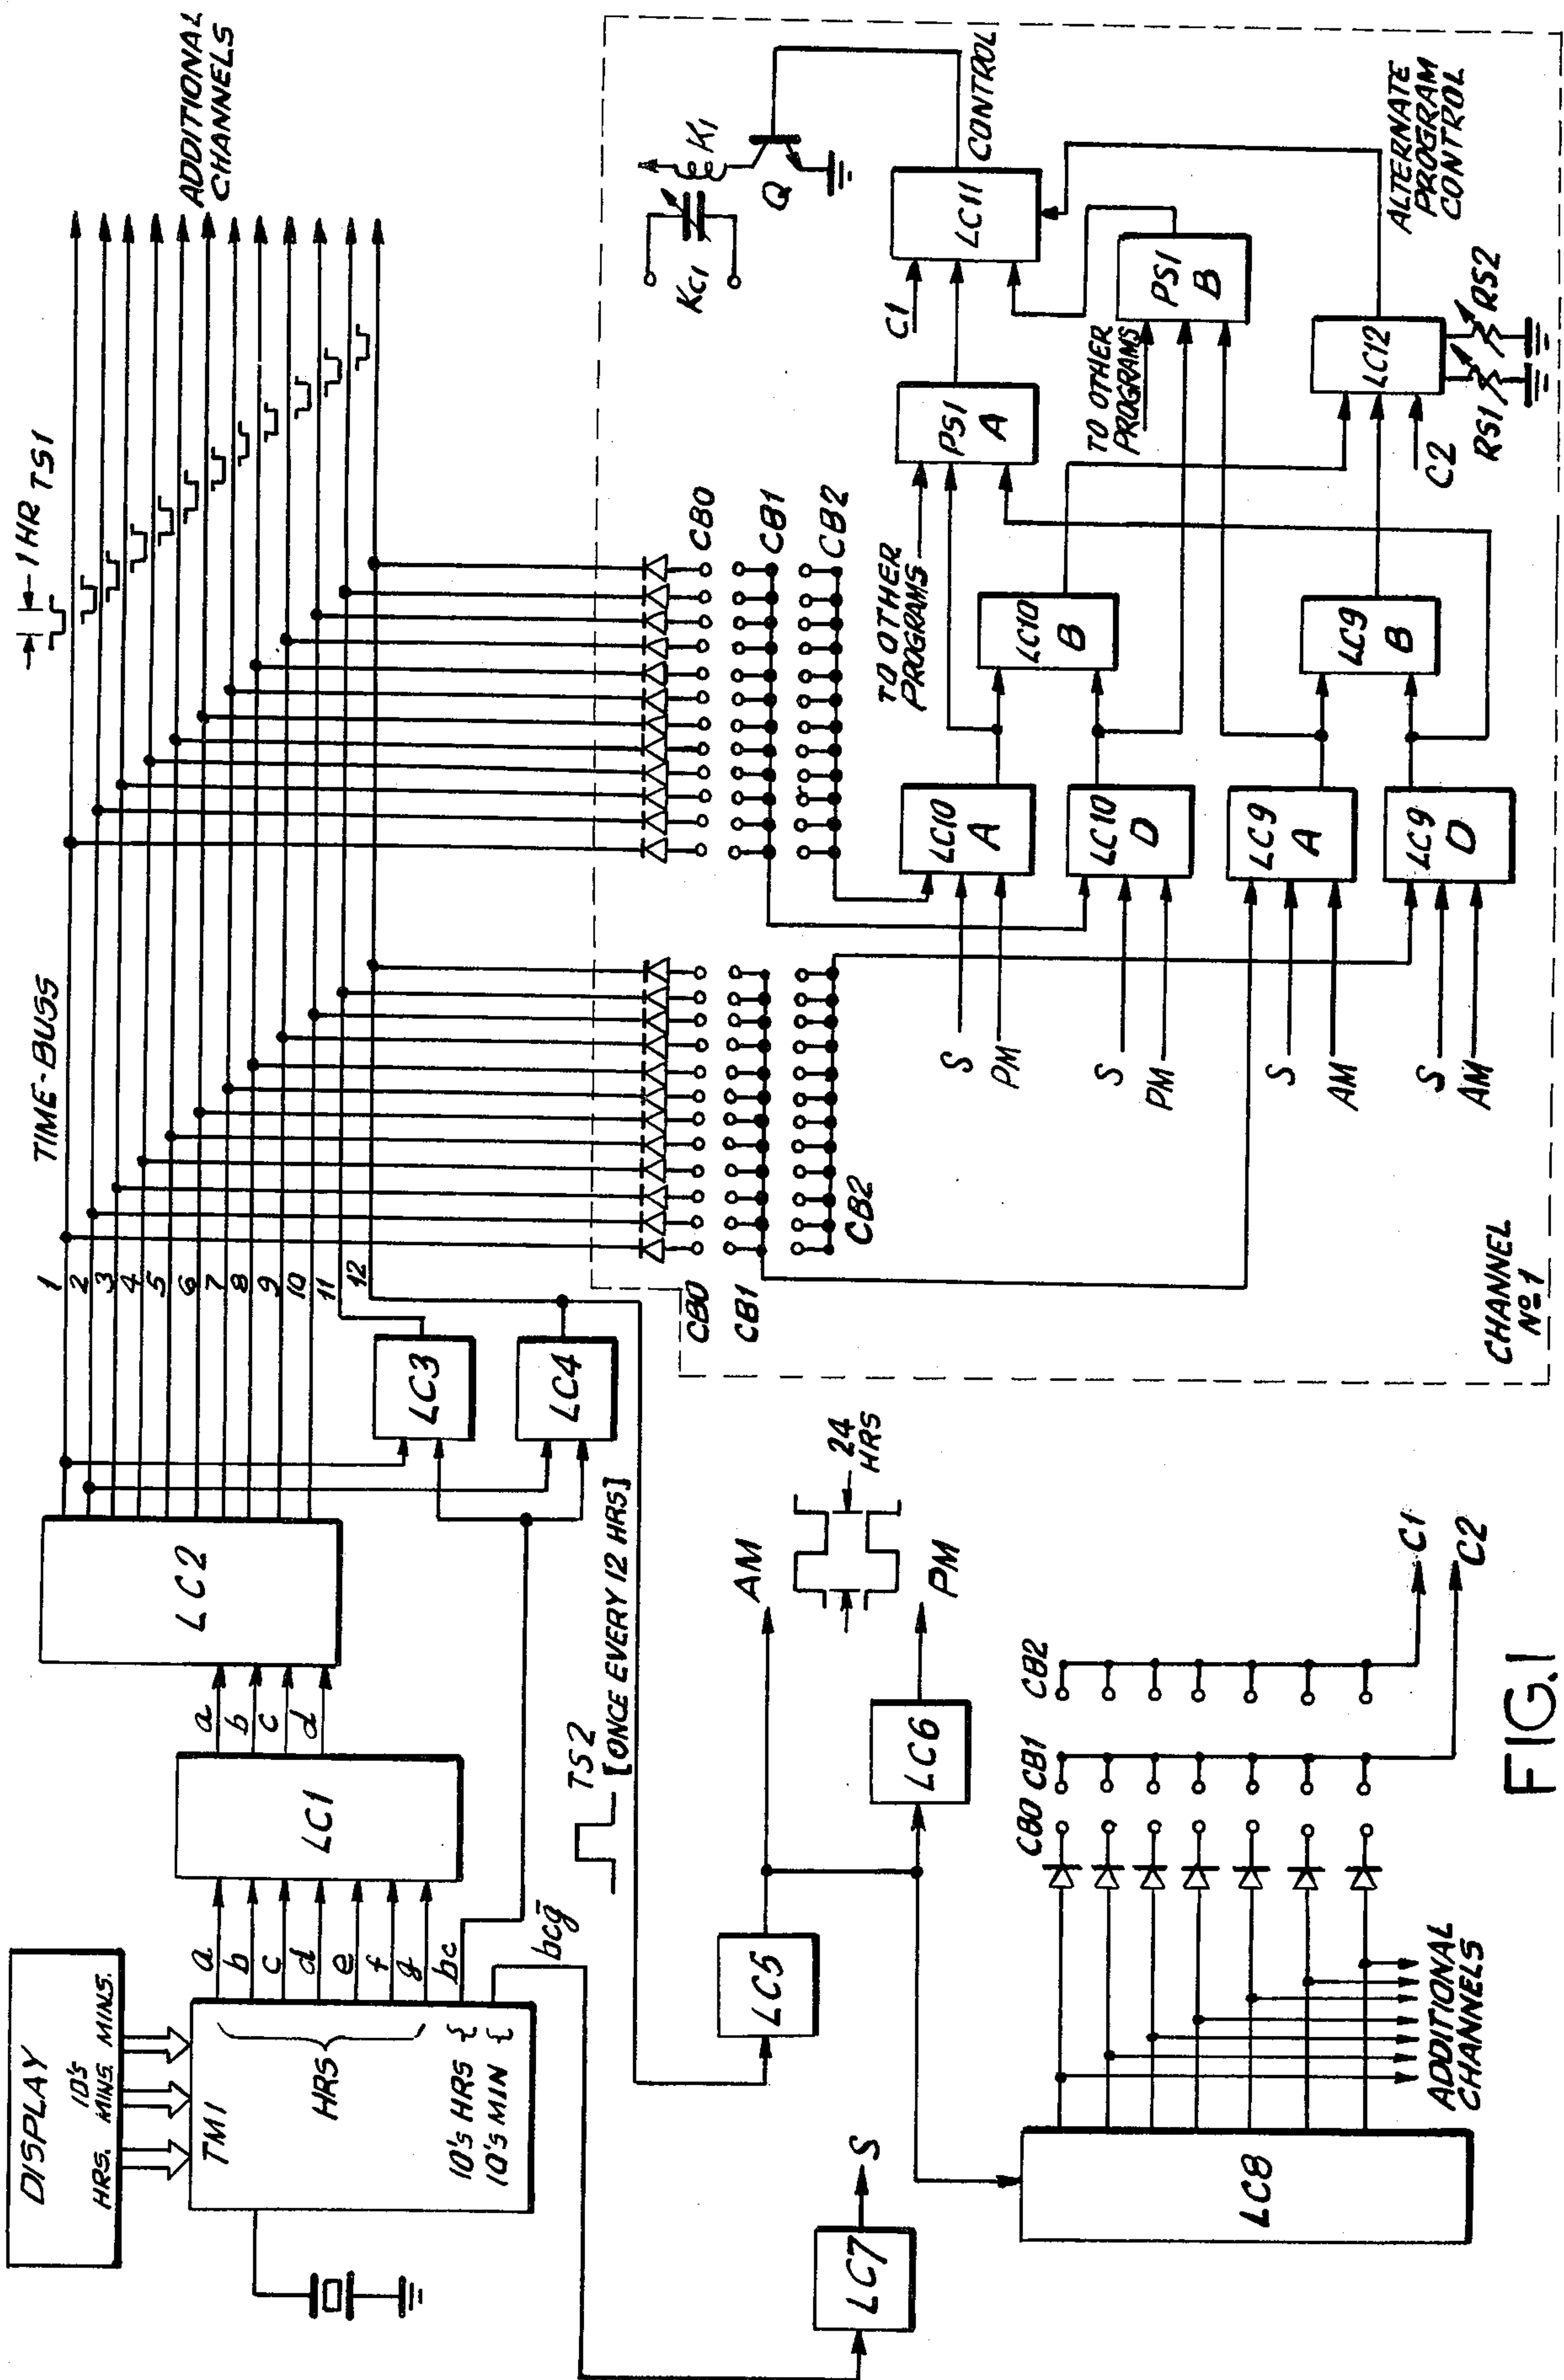 DISPLAY
HRS.
10's
MINS.
MINS.
TM1
HRS
10's HRS {
10's MIN {
a
b
c
d
e
f
g
bc
bcḡ
LC1
a
b
c
d
LC2
TS2
[ONCE EVERY 12 HRS]
LC3
LC4
1
2
3
4
5
6
7
8
9
10
11
12
TIME-BUSS
1 HR
TS1
ADDITIONAL
CHANNELS
LC5
AM
LC6
PM
24
HRS
LC7
S
LC8
ADDITIONAL
CHANNELS
CB0
CB1
CB2
C1
C2
CB0
CB1
CB2
CB0
CB1
CB2
S
PM
S
PM
S
AM
S
AM
LC10
A
LC10
D
LC9
A
LC9
D
LC10
B
LC9
B
TO OTHER
PROGRAMS
PS1
A
TO OTHER
PROGRAMS
PS1
B
C1
LC11
CONTROL
C2
LC12
RS1
RS2
ALTERNATE
PROGRAM
CONTROL
KC1
K1
Q
CHANNEL
Nº1
FIG.1